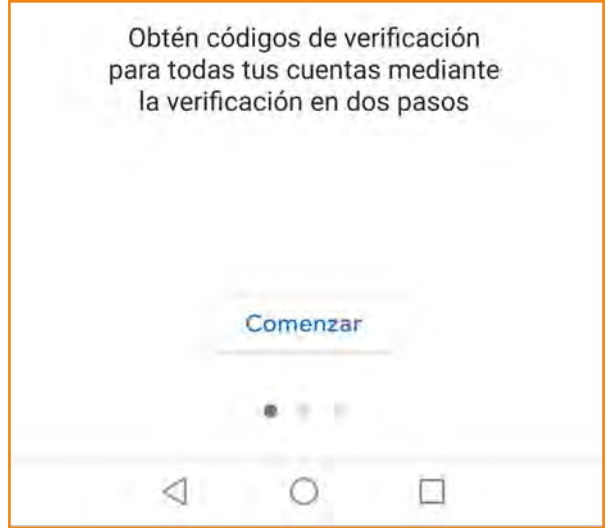 Obtén códigos de verificación
para todas tus cuentas mediante
la verificación en dos pasos
Comenzar